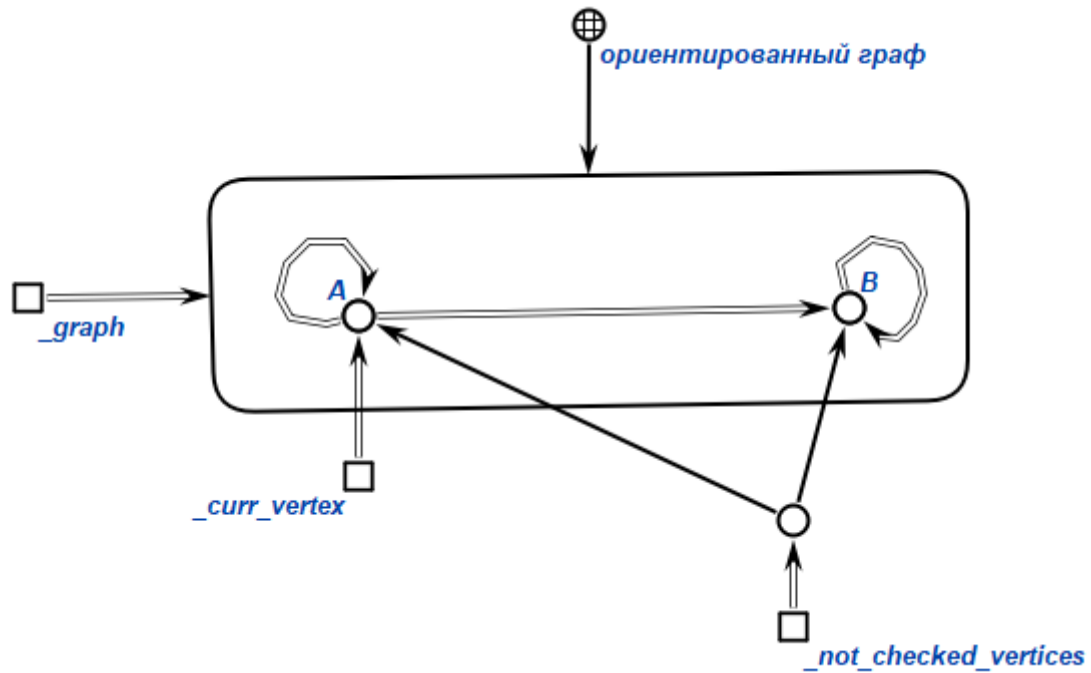 ориентированный граф
A
B
_graph
_curr_vertex
_not_checked_vertices